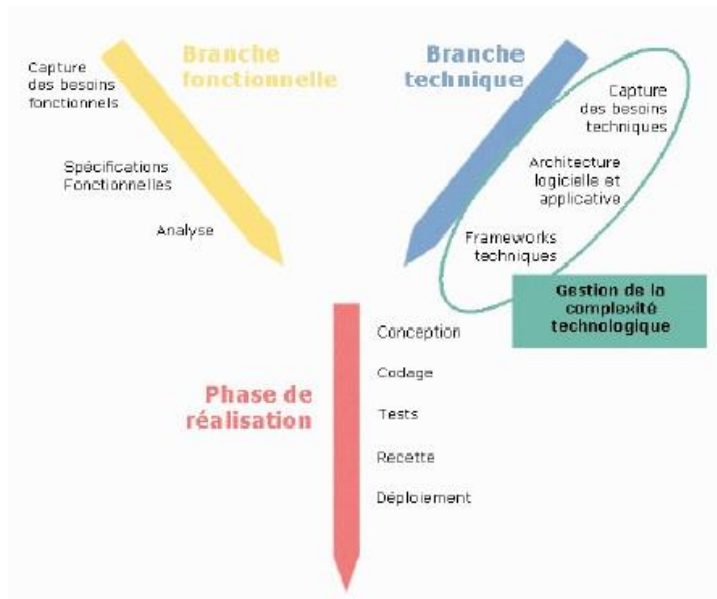 Branche
fonctionnelle
Capture
des besoins
fonctionnels
Spécifications
Fonctionnelles
Analyse
Branche
technique
Capture
des besoins
techniques
Architecture
logicielle et
applicative
Frameworks
techniques
Gestion de la
complexité
technologique
Phase de
réalisation
Conception
Codage
Tests
Recette
Déploiement